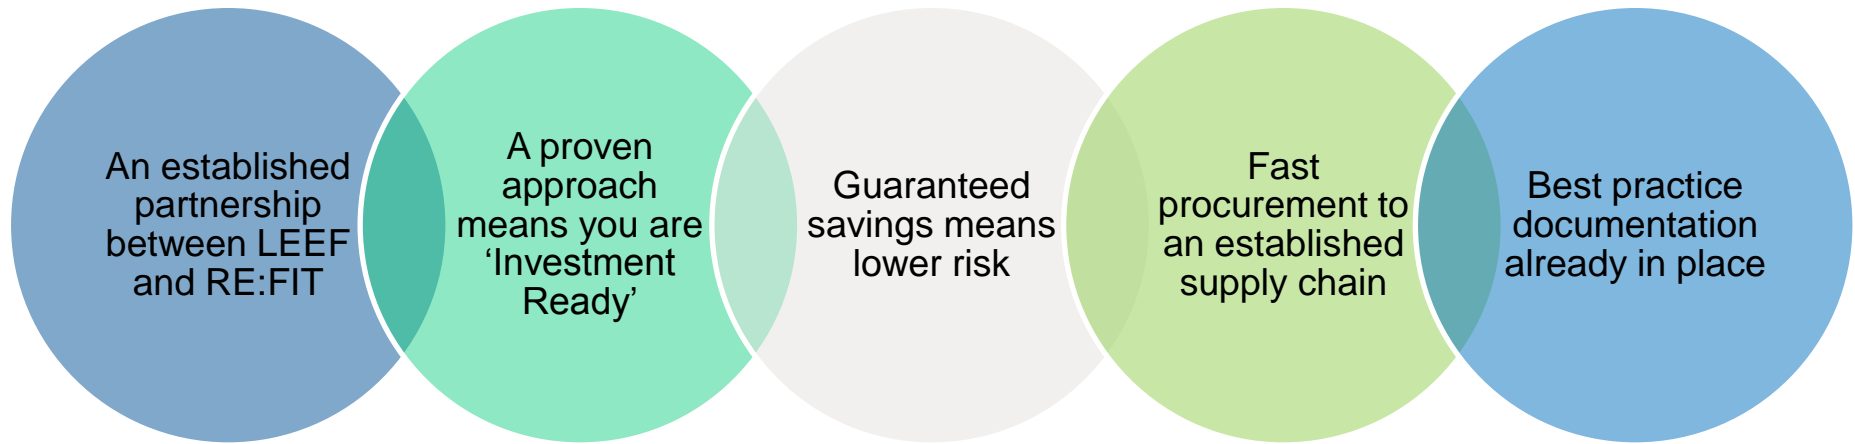 An established
partnership
between LEEF
and RE:FIT
A proven
approach
means you are
‘Investment
Ready’
Guaranteed
savings means
lower risk
Fast
procurement to
an established
supply chain
Best practice
documentation
already in place